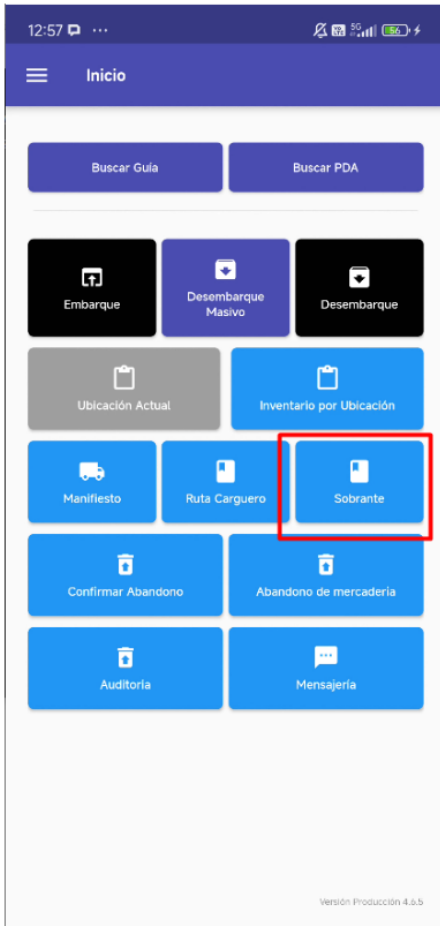 12:57
Inicio
Buscar Guía
Buscar PDA
Embarque
Desembarque
Masivo
Desembarque
Ubicación Actual
Inventario por Ubicación
Manifiesto
Ruta Carguero
Sobrante
Confirmar Abandono
Abandono de mercaderia
Auditoria
Mensajería
Versión Producción 4.6.5